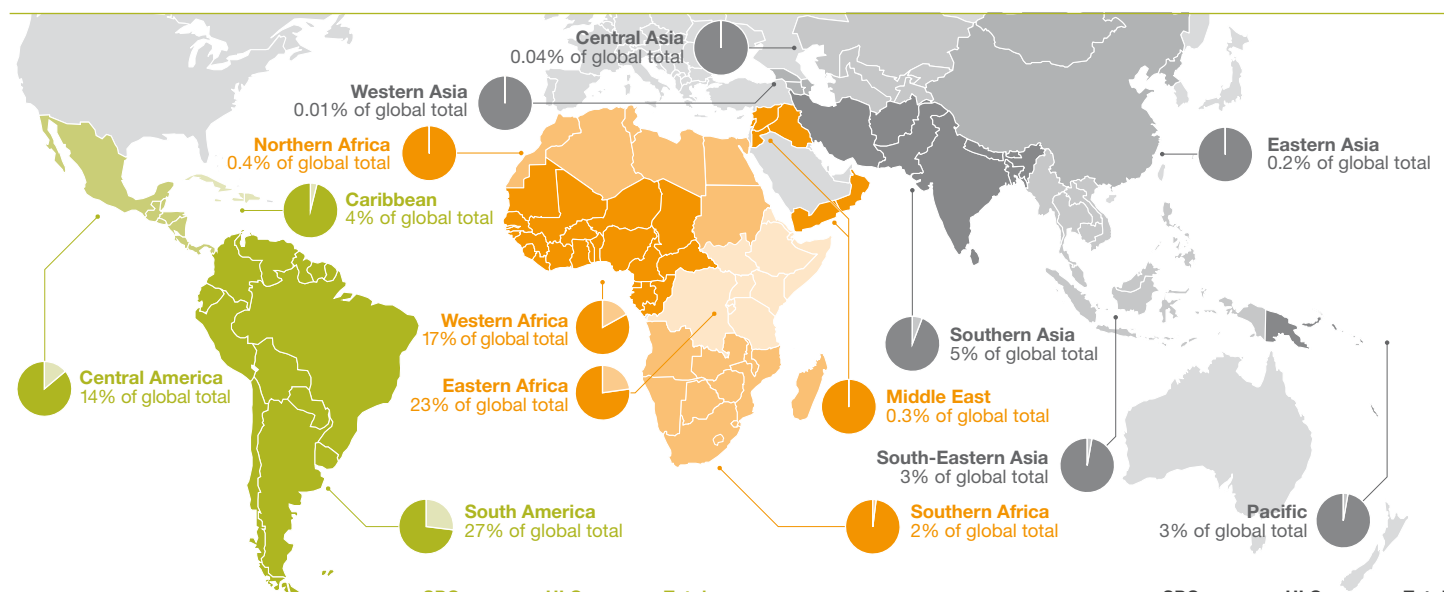 Central Asia
0.04% of global total
Western Asia
0.01% of global total
Northern Africa
0.4% of global total
Eastern Asia
0.2% of global total
Caribbean
4% of global total
Western Africa
17% of global total
Southern Asia
5% of global total
Central America
14% of global total
Eastern Africa
23% of global total
Middle East
0.3% of global total
South-Eastern Asia
3% of global total
South America
27% of global total
Southern Africa
2% of global total
Pacific
3% of global total